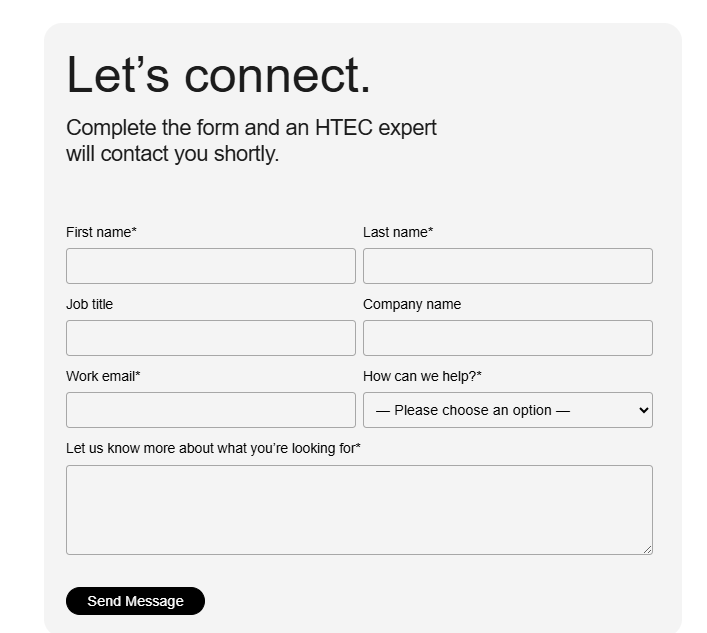 Let’s connect.
Complete the form and an HTEC expert
will contact you shortly.
First name* Last name*
Job title Company name
Work email* How can we help?*
— Please choose an option —
Let us know more about what you’re looking for*
Send Message